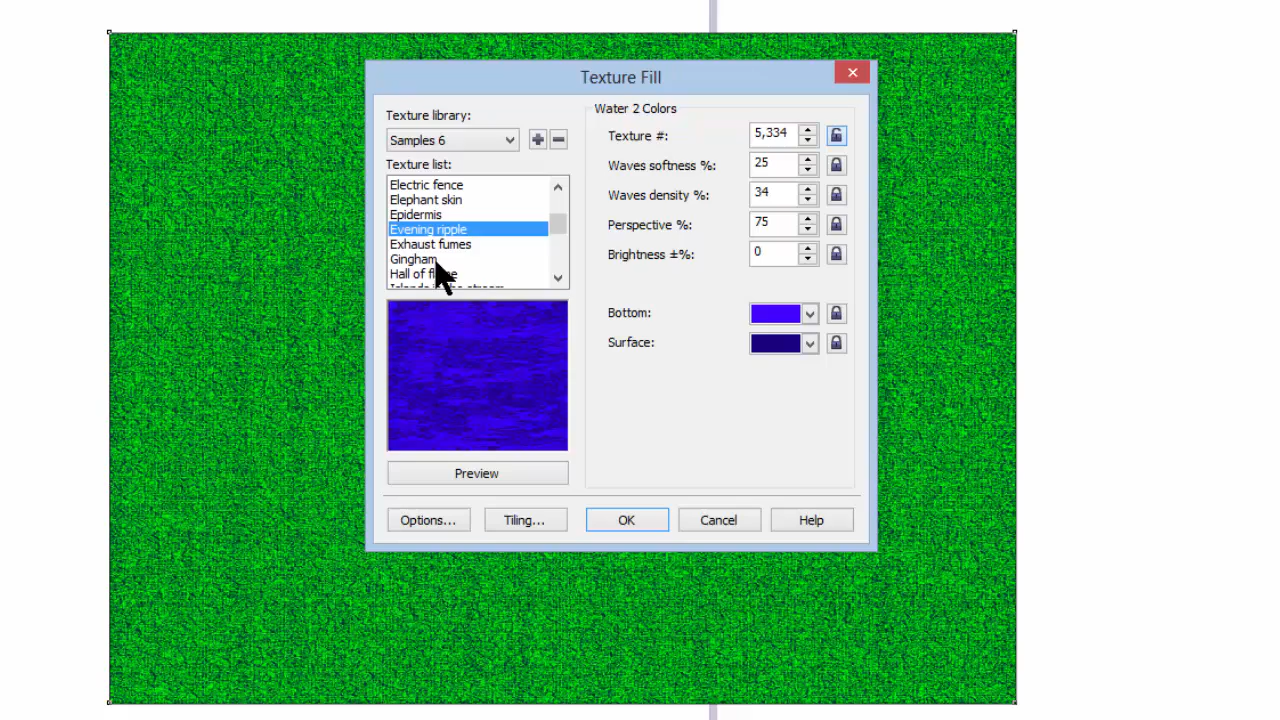 Texture Fill
Texture library:
Samples 6
Texture list:
Electric fence
Elephant skin
Epidermis
Evening ripple
Exhaust fumes
Gingham
Hall of
Preview
Water 2 Colors
Texture #: 5,334
Waves softness %: 25
Waves density %: 34
Perspective %: 75
Brightness ±%: 0
Bottom:
Surface:
Options... Tiling... OK Cancel Help